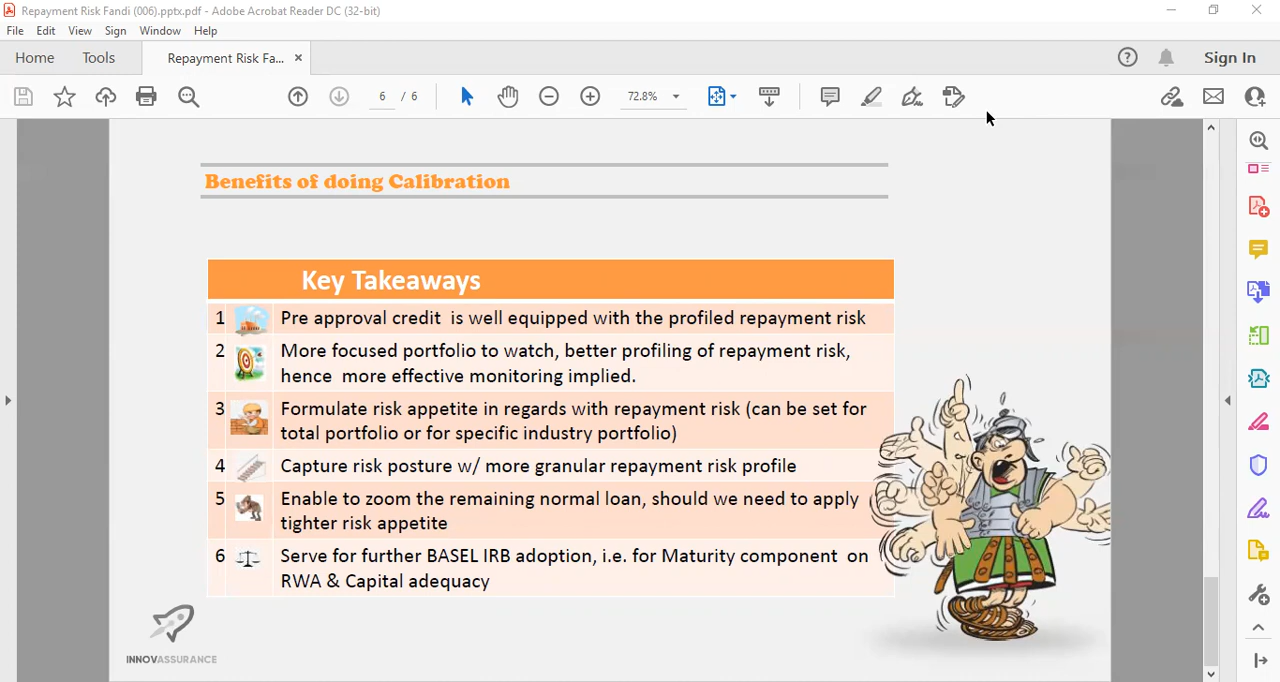 Repayment Risk Fandi (006).pptx.pdf - Adobe Acrobat Reader DC (32-bit)
File Edit View Sign Window Help
Home Tools Repayment Risk Fa... × Sign In
6 / 6 72.8%
Benefits of doing Calibration
Key Takeaways
1 Pre approval credit is well equipped with the profiled repayment risk
2 More focused portfolio to watch, better profiling of repayment risk,
hence more effective monitoring implied.
3 Formulate risk appetite in regards with repayment risk (can be set for
total portfolio or for specific industry portfolio)
4 Capture risk posture w/ more granular repayment risk profile
5 Enable to zoom the remaining normal loan, should we need to apply
tighter risk appetite
6 Serve for further BASEL IRB adoption, i.e. for Maturity component on
RWA & Capital adequacy
INNOVASSURANCE